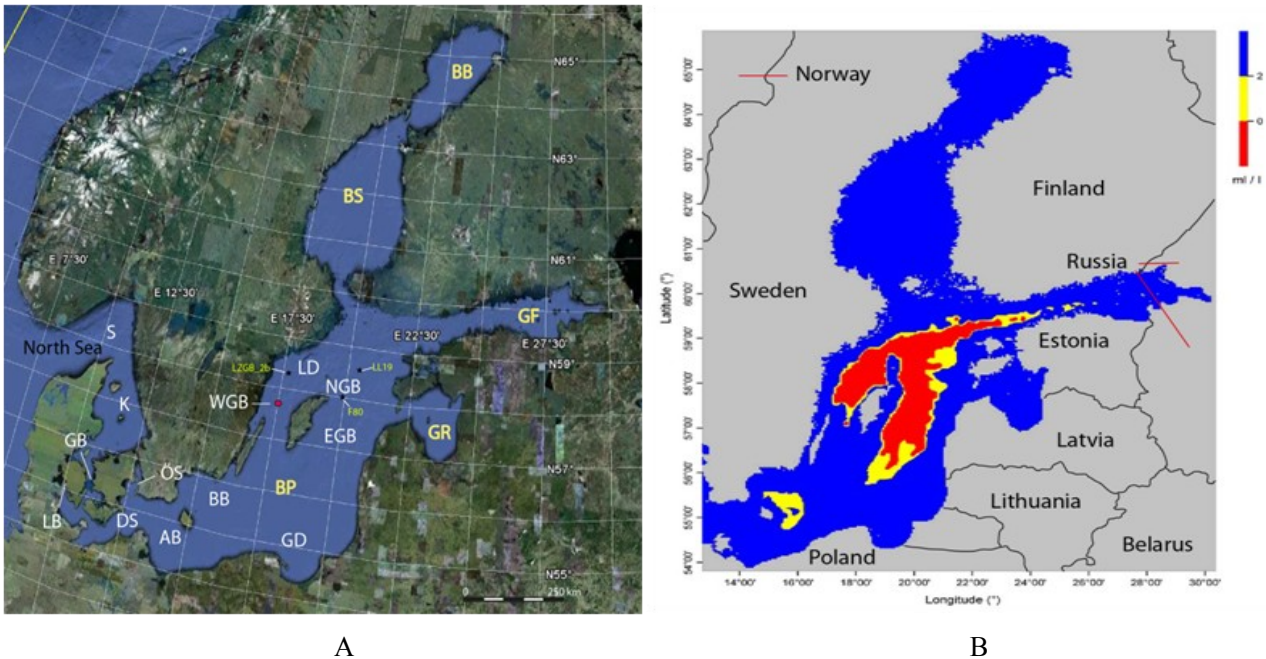 BB
N65°
N63°
BS
N61°
E 7°30'
E 12°30'
E 17°30'
GF
E 22°30'
E 27°30'
S
North Sea
N59°
LZGB_2b
LD
LL19
NGB
WGB
F80
K
EGB
GR
GB
ÖS
N57°
BB
BP
LB
DS
AB
GD
N55°
0 250 km
A
Norway
Finland
Russia
Sweden
Estonia
Latvia
Lithuania
Belarus
Poland
65°00'
64°00'
63°00'
62°00'
61°00'
60°00'
59°00'
58°00'
57°00'
56°00'
55°00'
54°00'
Latitude (°)
14°00' 16°00' 18°00' 20°00' 22°00' 24°00' 26°00' 28°00' 30°00'
Longitude (°)
2
0
ml / l
B